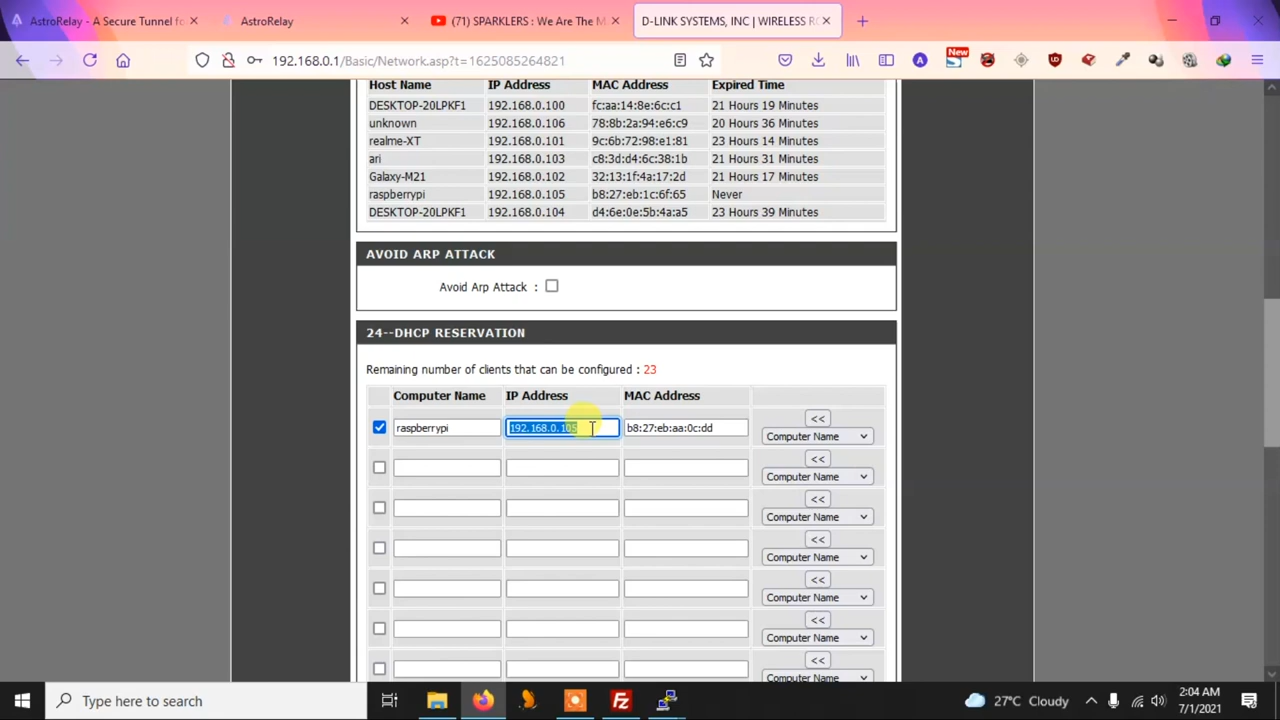 AstroRelay - A Secure Tunnel fo
AstroRelay
(71) SPARKLERS : We Are The M
D-LINK SYSTEMS, INC | WIRELESS RO
192.168.0.1/Basic/Network.asp?t=1625085264821
New
Host Name IP Address MAC Address Expired Time
DESKTOP-20LPKF1 192.168.0.100 fc:aa:14:8e:6c:c1 21 Hours 19 Minutes
unknown 192.168.0.106 78:8b:2a:94:e6:c9 20 Hours 36 Minutes
realme-XT 192.168.0.101 9c:6b:72:98:e1:81 23 Hours 14 Minutes
ari 192.168.0.103 c8:3d:d4:6c:38:1b 21 Hours 31 Minutes
Galaxy-M21 192.168.0.102 32:13:1f:4a:17:2d 21 Hours 17 Minutes
raspberrypi 192.168.0.105 b8:27:eb:1c:6f:65 Never
DESKTOP-20LPKF1 192.168.0.104 d4:6e:0e:5b:4a:a5 23 Hours 39 Minutes
AVOID ARP ATTACK
Avoid Arp Attack :
24--DHCP RESERVATION
Remaining number of clients that can be configured : 23
Computer Name IP Address MAC Address
<<
raspberrypi 192.168.0.105 b8:27:eb:aa:0c:dd
Computer Name
<<
Computer Name
<<
Computer Name
<<
Computer Name
<<
Computer Name
<<
Computer Name
<<
Computer Name
Type here to search
27°C Cloudy
2:04 AM
7/1/2021